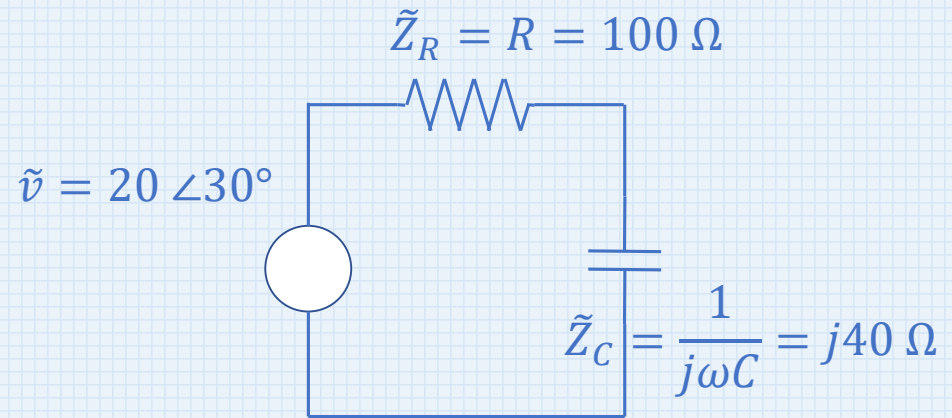 Z̃_R = R = 100 Ω
ṽ = 20 ∠30°
Z̃_C = 1/(jωC) = j40 Ω